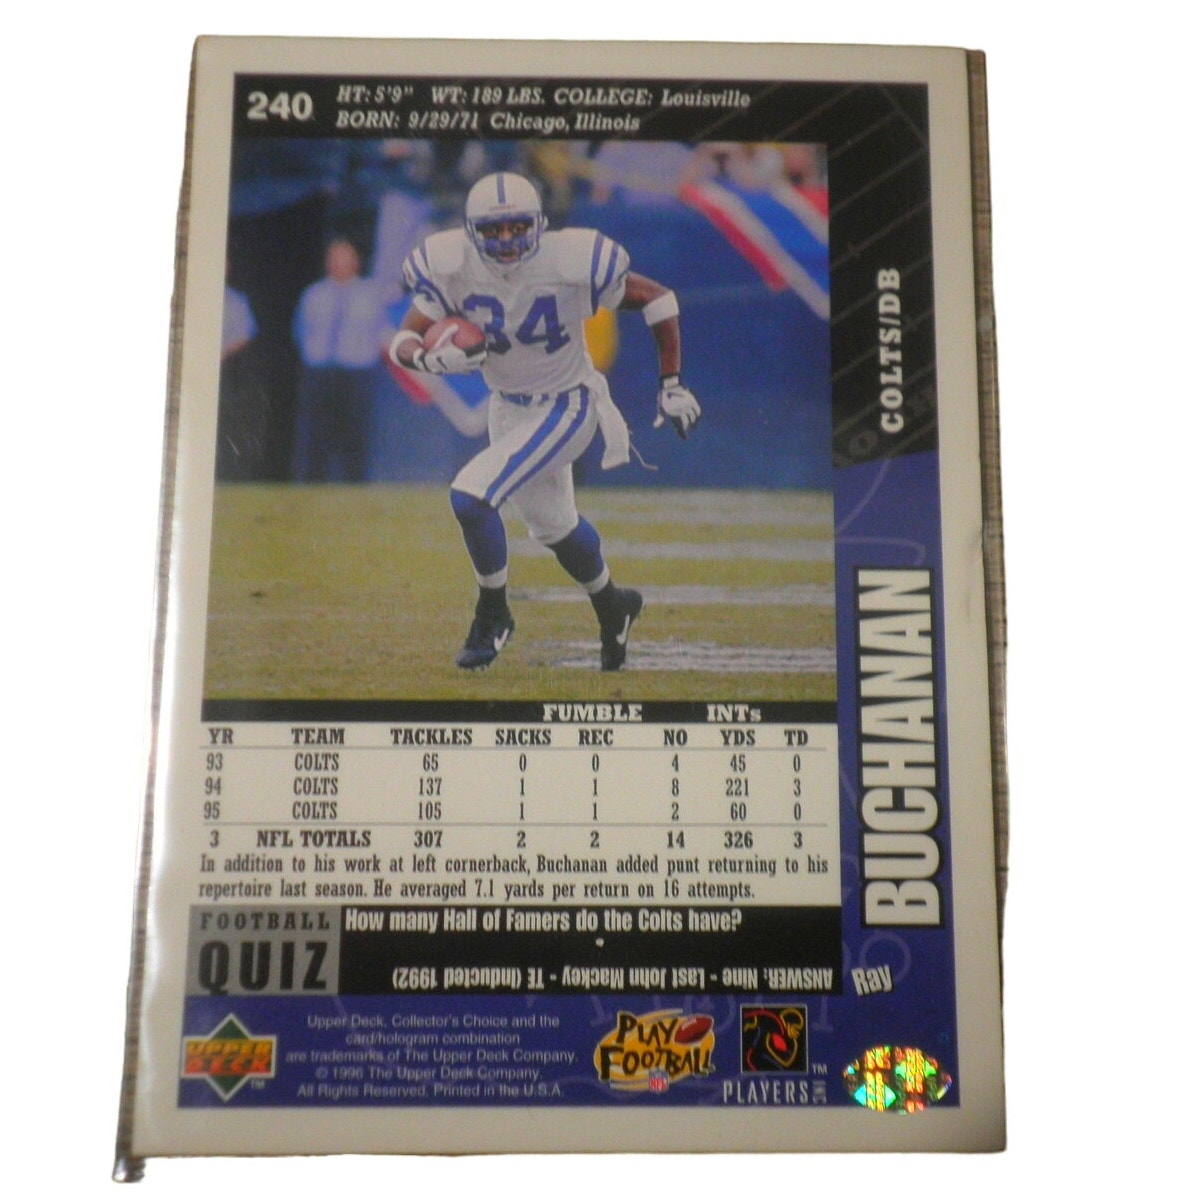 240
HT: 5'9" WT: 189 LBS. COLLEGE: Louisville
BORN: 9/29/71 Chicago, Illinois
COLTS/DB
34
34
BUCHANAN
Ray
FUMBLE INTs
YR TEAM TACKLES SACKS REC NO YDS TD
93 COLTS 65 0 0 4 45 0
94 COLTS 137 1 1 8 221 3
95 COLTS 105 1 1 2 60 0
3 NFL TOTALS 307 2 2 14 326 3
In addition to his work at left cornerback, Buchanan added punt returning to his
repertoire last season. He averaged 7.1 yards per return on 16 attempts.
FOOTBALL
QUIZ
How many Hall of Famers do the Colts have?
ANSWER: Nine - Last John Mackey - TE (Inducted 1992)
UPPER
DECK
TM
Upper Deck, Collector's Choice and the
card/hologram combination
are trademarks of The Upper Deck Company.
© 1996 The Upper Deck Company.
All Rights Reserved. Printed in the U.S.A.
PLAY
FOOTBALL
NFL
TM
PLAYERS INC